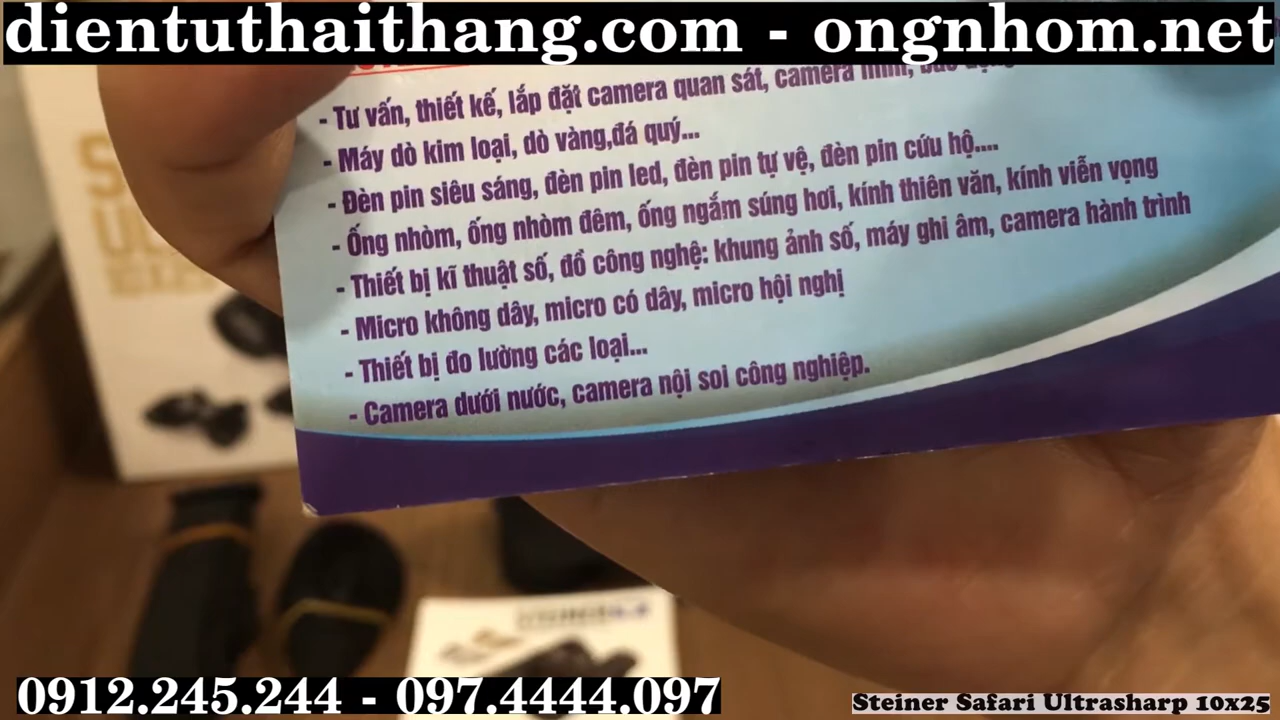 dientuthaithang.com - ongnhom.net
- Tư vấn, thiết kế, lắp đặt camera quan sát, camera mini,
- Máy dò kim loại, dò vàng,đá quý...
- Đèn pin siêu sáng, đèn pin led, đèn pin tự vệ, đèn pin cứu hộ....
- Ống nhòm, ống nhòm đêm, ống ngắm súng hơi, kính thiên văn, kính viễn vọng
- Thiết bị kĩ thuật số, đồ công nghệ: khung ảnh số, máy ghi âm, camera hành trình
- Micro không dây, micro có dây, micro hội nghị
- Thiết bị đo lường các loại...
- Camera dưới nước, camera nội soi công nghiệp.
0912.245.244 - 097.4444.097
Steiner Safari Ultrasharp 10x25